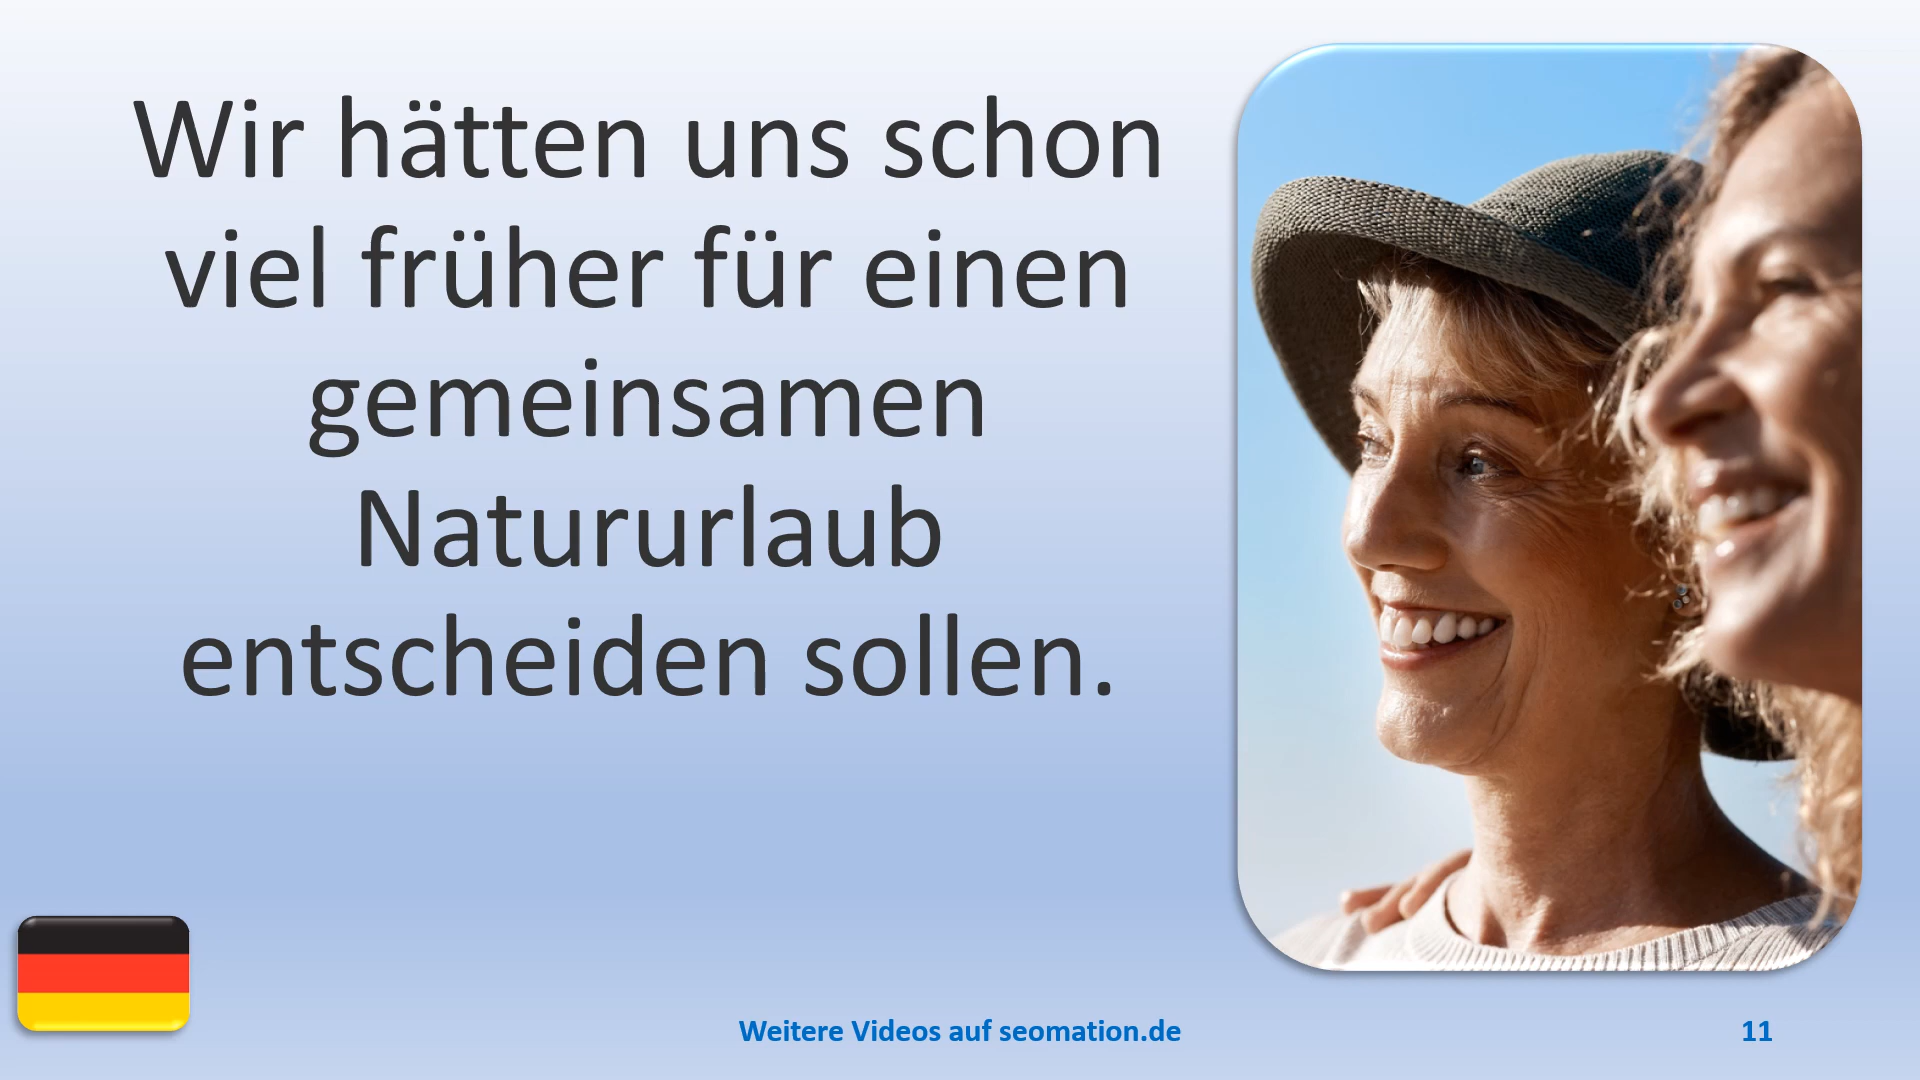 Wir hätten uns schon
viel früher für einen
gemeinsamen
Natururlaub
entscheiden sollen.
Weitere Videos auf seomation.de
11